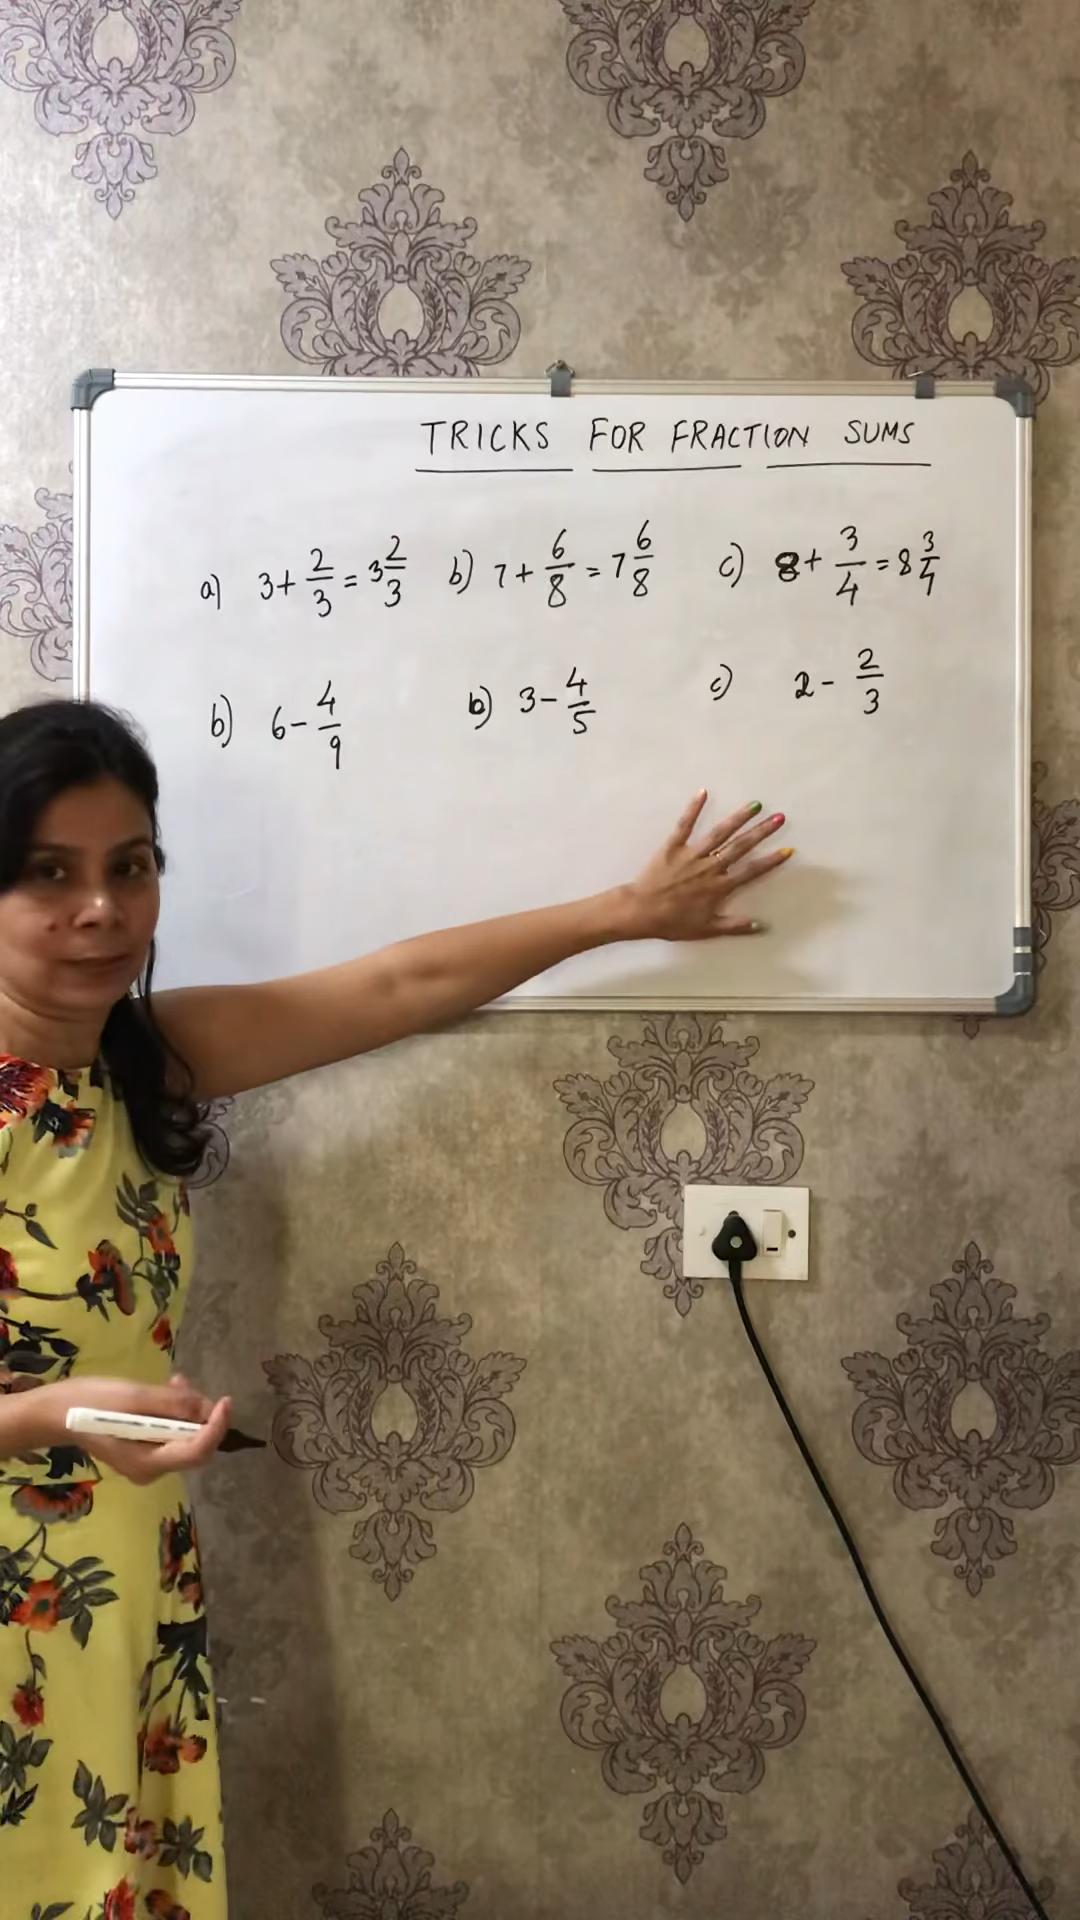 TRICKS FOR FRACTION SUMS
a) 3 + 2/3 = 3 2/3 b) 7 + 6/8 = 7 6/8 c) 8 + 3/4 = 8 3/4
b) 6 - 4/9 b) 3 - 4/5 c) 2 - 2/3